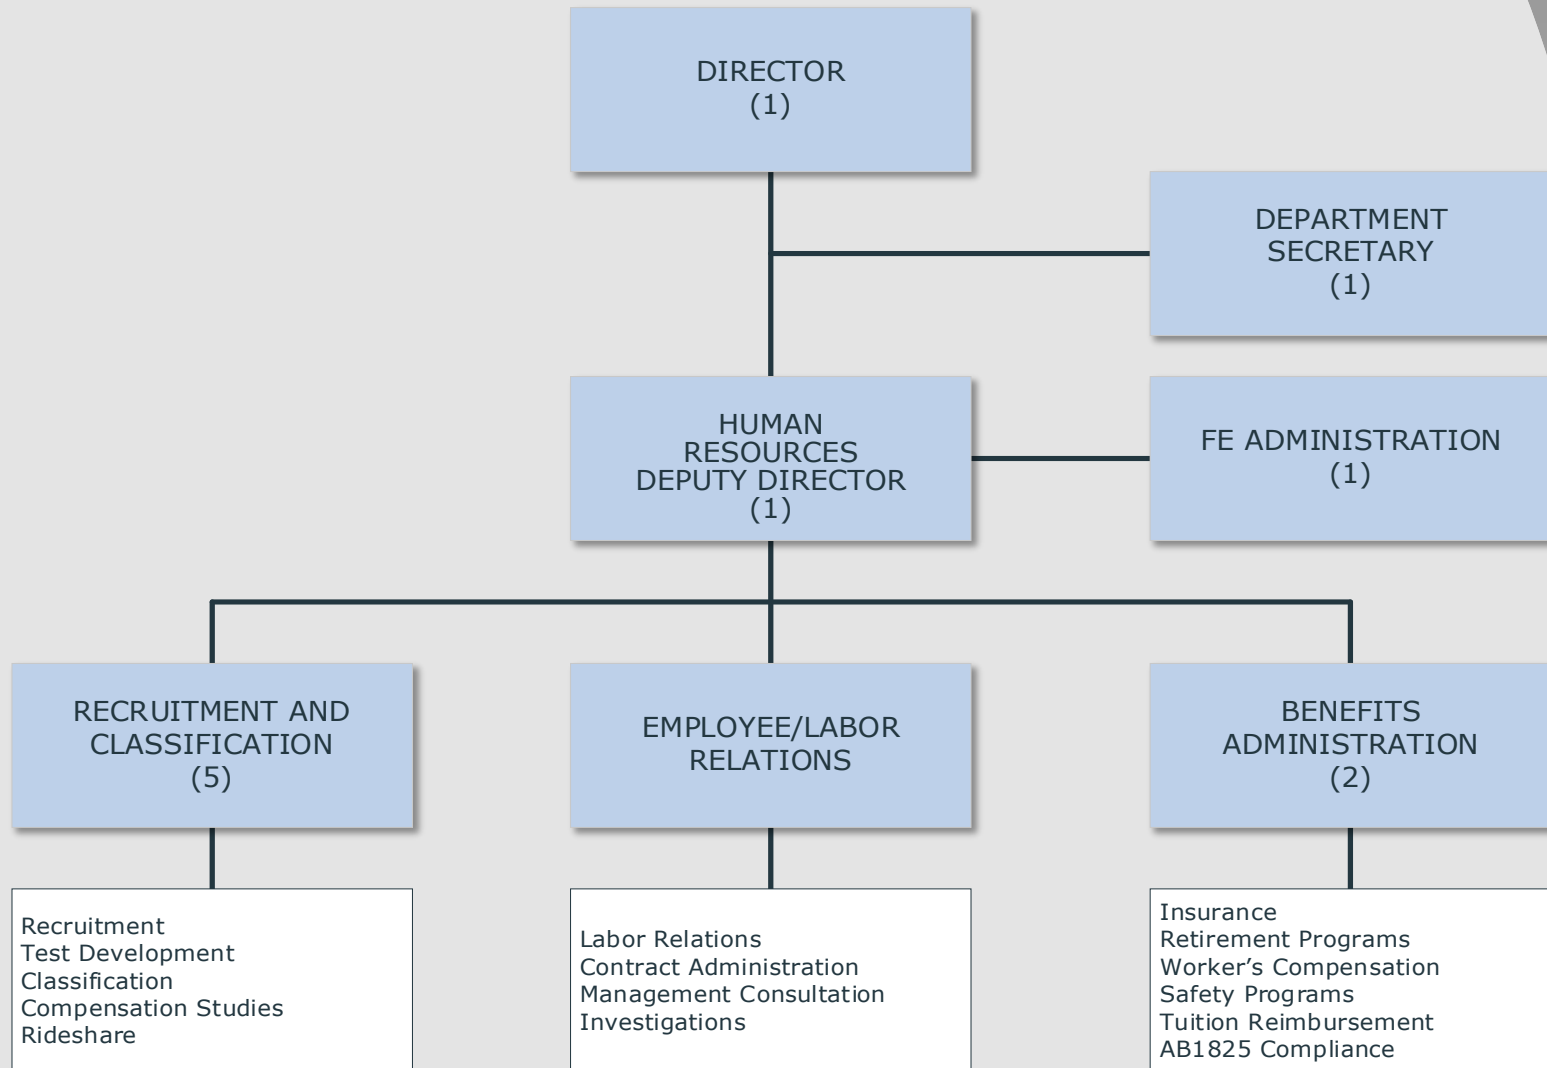 DIRECTOR
(1)
DEPARTMENT
SECRETARY
(1)
HUMAN
RESOURCES
DEPUTY DIRECTOR
(1)
FE ADMINISTRATION
(1)
RECRUITMENT AND
CLASSIFICATION
(5)
EMPLOYEE/LABOR
RELATIONS
BENEFITS
ADMINISTRATION
(2)
Recruitment
Test Development
Classification
Compensation Studies
Rideshare
Labor Relations
Contract Administration
Management Consultation
Investigations
Insurance
Retirement Programs
Worker’s Compensation
Safety Programs
Tuition Reimbursement
AB1825 Compliance